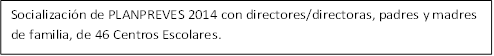 Socialización de PLANPREVES 2014 con directores/directoras, padres y madres
de familia, de 46 Centros Escolares.